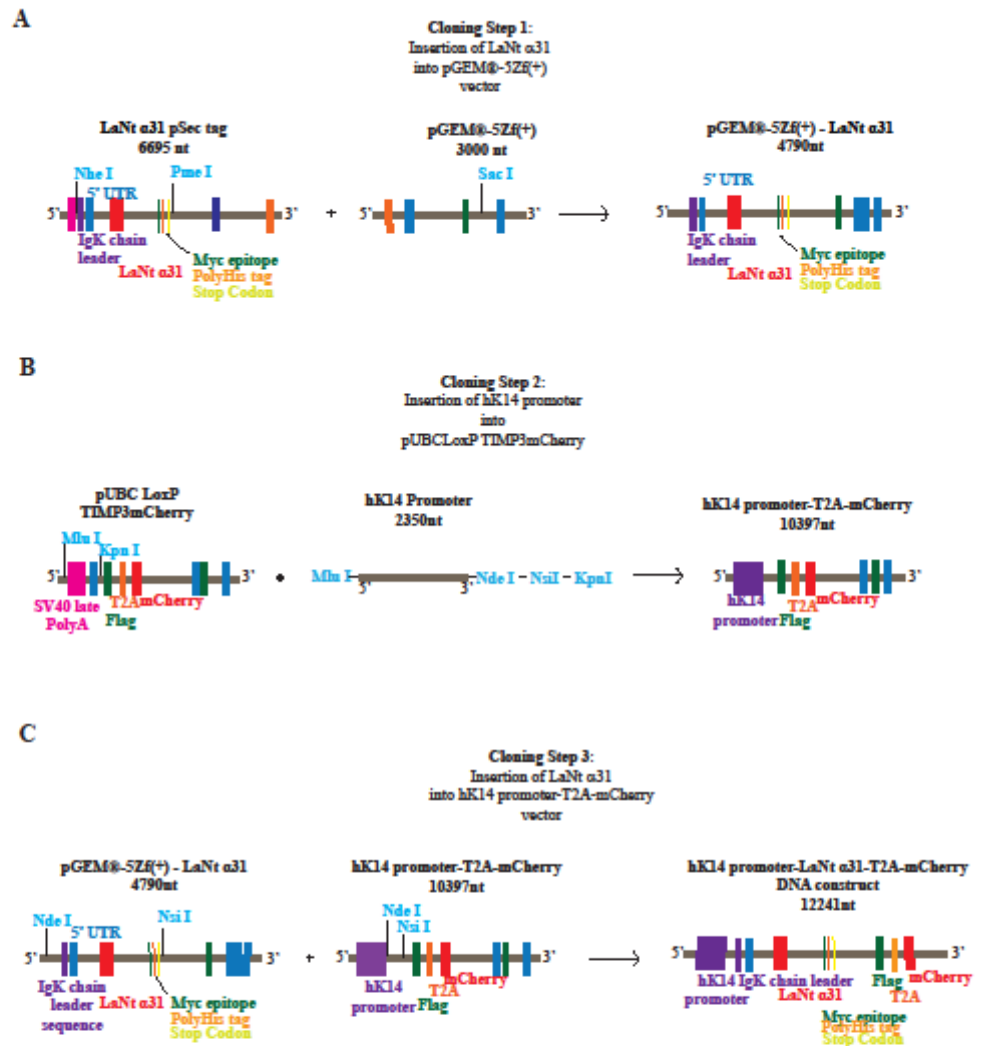 A
Cloning Step 1:
Insertion of LaNt α31
into pGEM®-5Zf(+)
vector
LaNt α31 pSec tag
6695 nt
pGEM®-5Zf(+)
3000 nt
pGEM®-5Zf(+) - LaNt α31
4790nt
Nhe I
Pme I
5' UTR
5'
3'
IgK chain
leader
LaNt α31
Myc epitope
PolyHis tag
Stop Codon
+
Sac I
5'
3'
5' UTR
5'
3'
IgK chain
leader
LaNt α31
Myc epitope
PolyHis tag
Stop Codon
B
Cloning Step 2:
Insertion of hK14 promoter
into
pUBCLoxP TIMP3mCherry
pUBC LoxP
TIMP3mCherry
hK14 Promoter
2350nt
hK14 promoter-T2A-mCherry
10397nt
Mlu I
Kpn I
5'
3'
SV40 late
PolyA
T2A
mCherry
Flag
Mlu I
5'
3'
Nde I – NsiI – KpnI
5'
3'
hK14
promoter
Flag
T2A
mCherry
C
Cloning Step 3:
Insertion of LaNt α31
into hK14 promoter-T2A-mCherry
vector
pGEM®-5Zf(+) - LaNt α31
4790nt
hK14 promoter-T2A-mCherry
10397nt
hK14 promoter-LaNt α31-T2A-mCherry
DNA construct
12241nt
Nde I
5' UTR
Nsi I
5'
3'
IgK chain
leader
sequence
LaNt α31
Myc epitope
PolyHis tag
Stop Codon
+
Nde I
Nsi I
5'
3'
hK14
promoter
Flag
T2A
mCherry
5'
3'
hK14
promoter
IgK chain leader
LaNt α31
Myc epitope
PolyHis tag
Stop Codon
Flag
T2A
mCherry